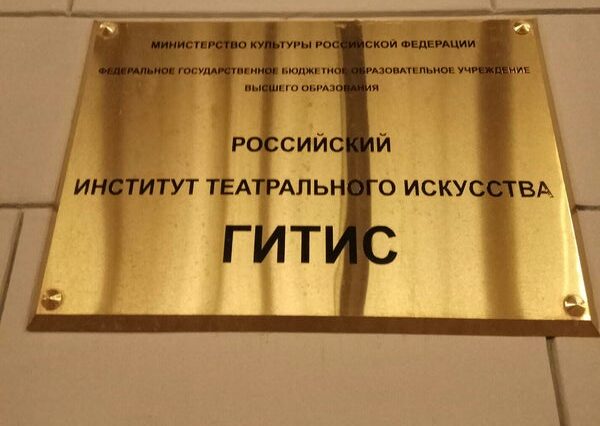 МИНИСТЕРСТВО КУЛЬТУРЫ РОССИЙСКОЙ ФЕДЕРАЦИИ
ФЕДЕРАЛЬНОЕ ГОСУДАРСТВЕННОЕ БЮДЖЕТНОЕ ОБРАЗОВАТЕЛЬНОЕ УЧРЕЖДЕНИЕ
ВЫСШЕГО ОБРАЗОВАНИЯ
РОССИЙСКИЙ
ИНСТИТУТ ТЕАТРАЛЬНОГО ИСКУССТВА
ГИТИС